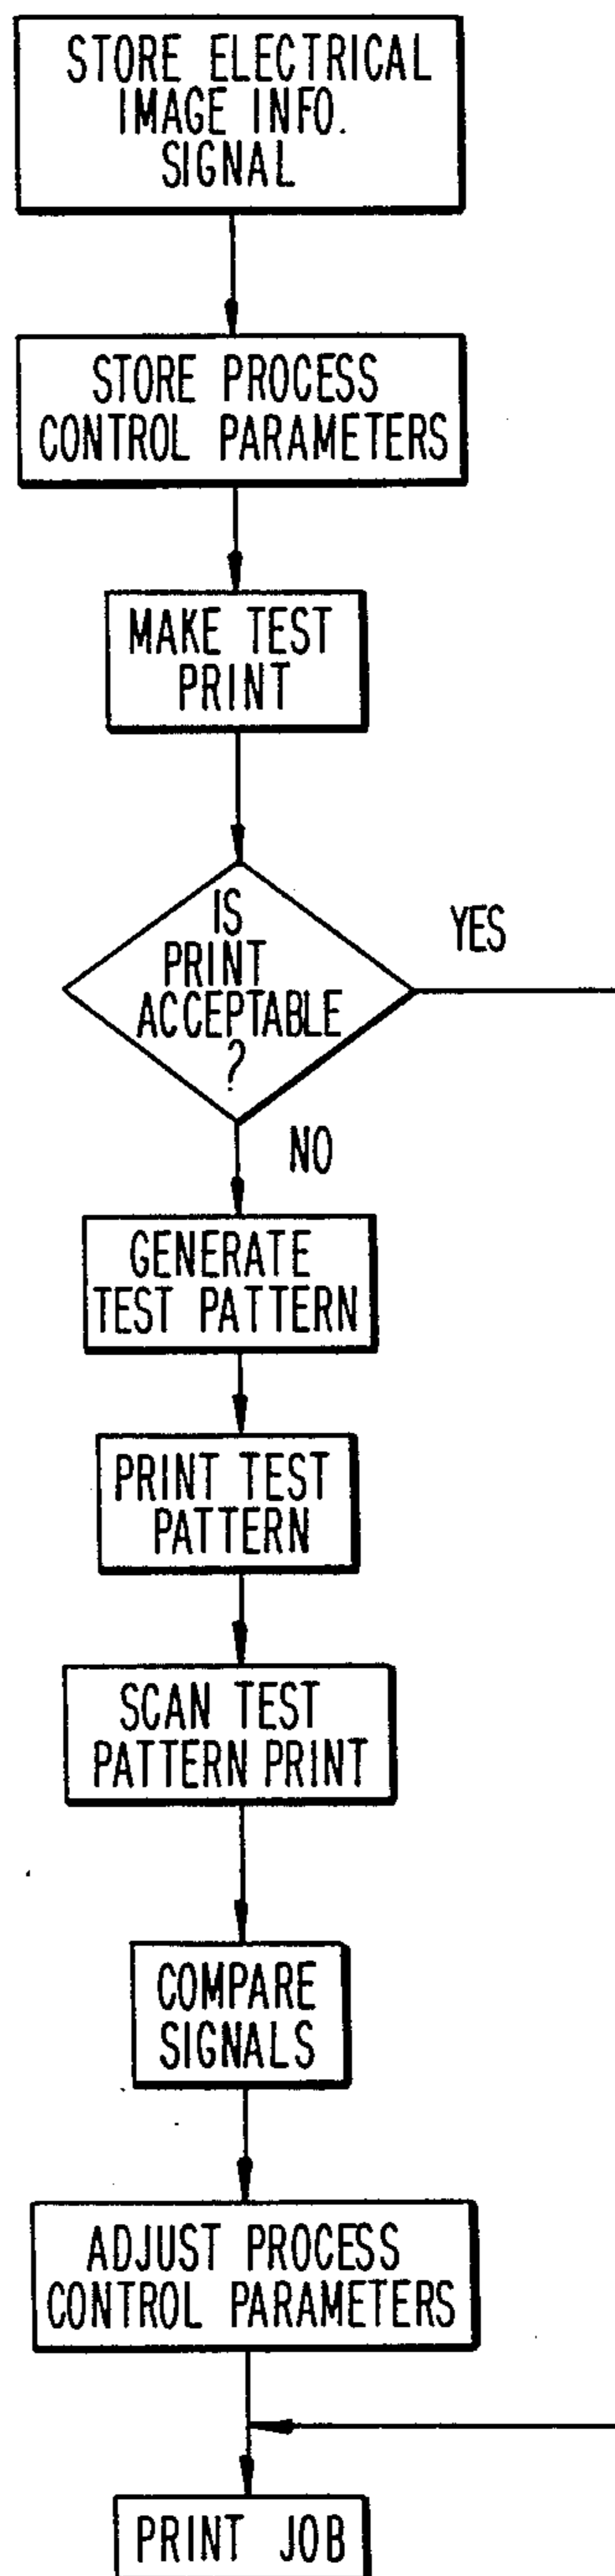 STORE ELECTRICAL
IMAGE INFO.
SIGNAL
STORE PROCESS
CONTROL PARAMETERS
MAKE TEST
PRINT
IS
PRINT
ACCEPTABLE
?
YES
NO
GENERATE
TEST PATTERN
PRINT TEST
PATTERN
SCAN TEST
PATTERN PRINT
COMPARE
SIGNALS
ADJUST PROCESS
CONTROL PARAMETERS
PRINT JOB